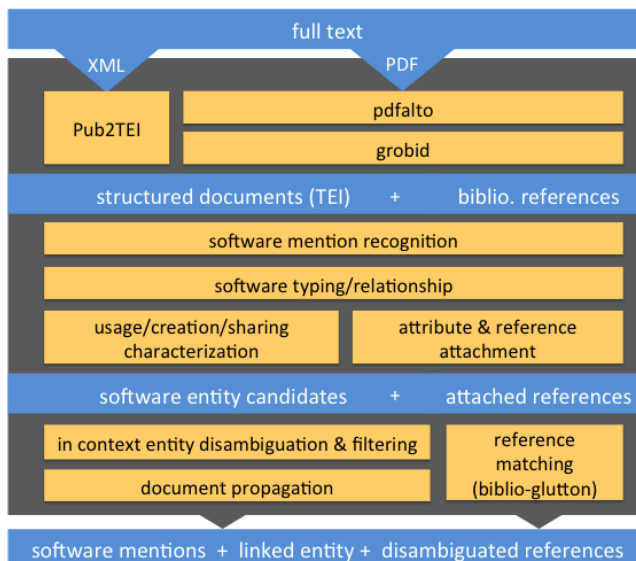 full text
XML
PDF
Pub2TEI
pdfalto
grobid
structured documents (TEI) + biblio. references
software mention recognition
software typing/relationship
usage/creation/sharing
characterization
attribute & reference
attachment
software entity candidates + attached references
in context entity disambiguation & filtering
document propagation
reference
matching
(biblio-glutton)
software mentions + linked entity + disambiguated references